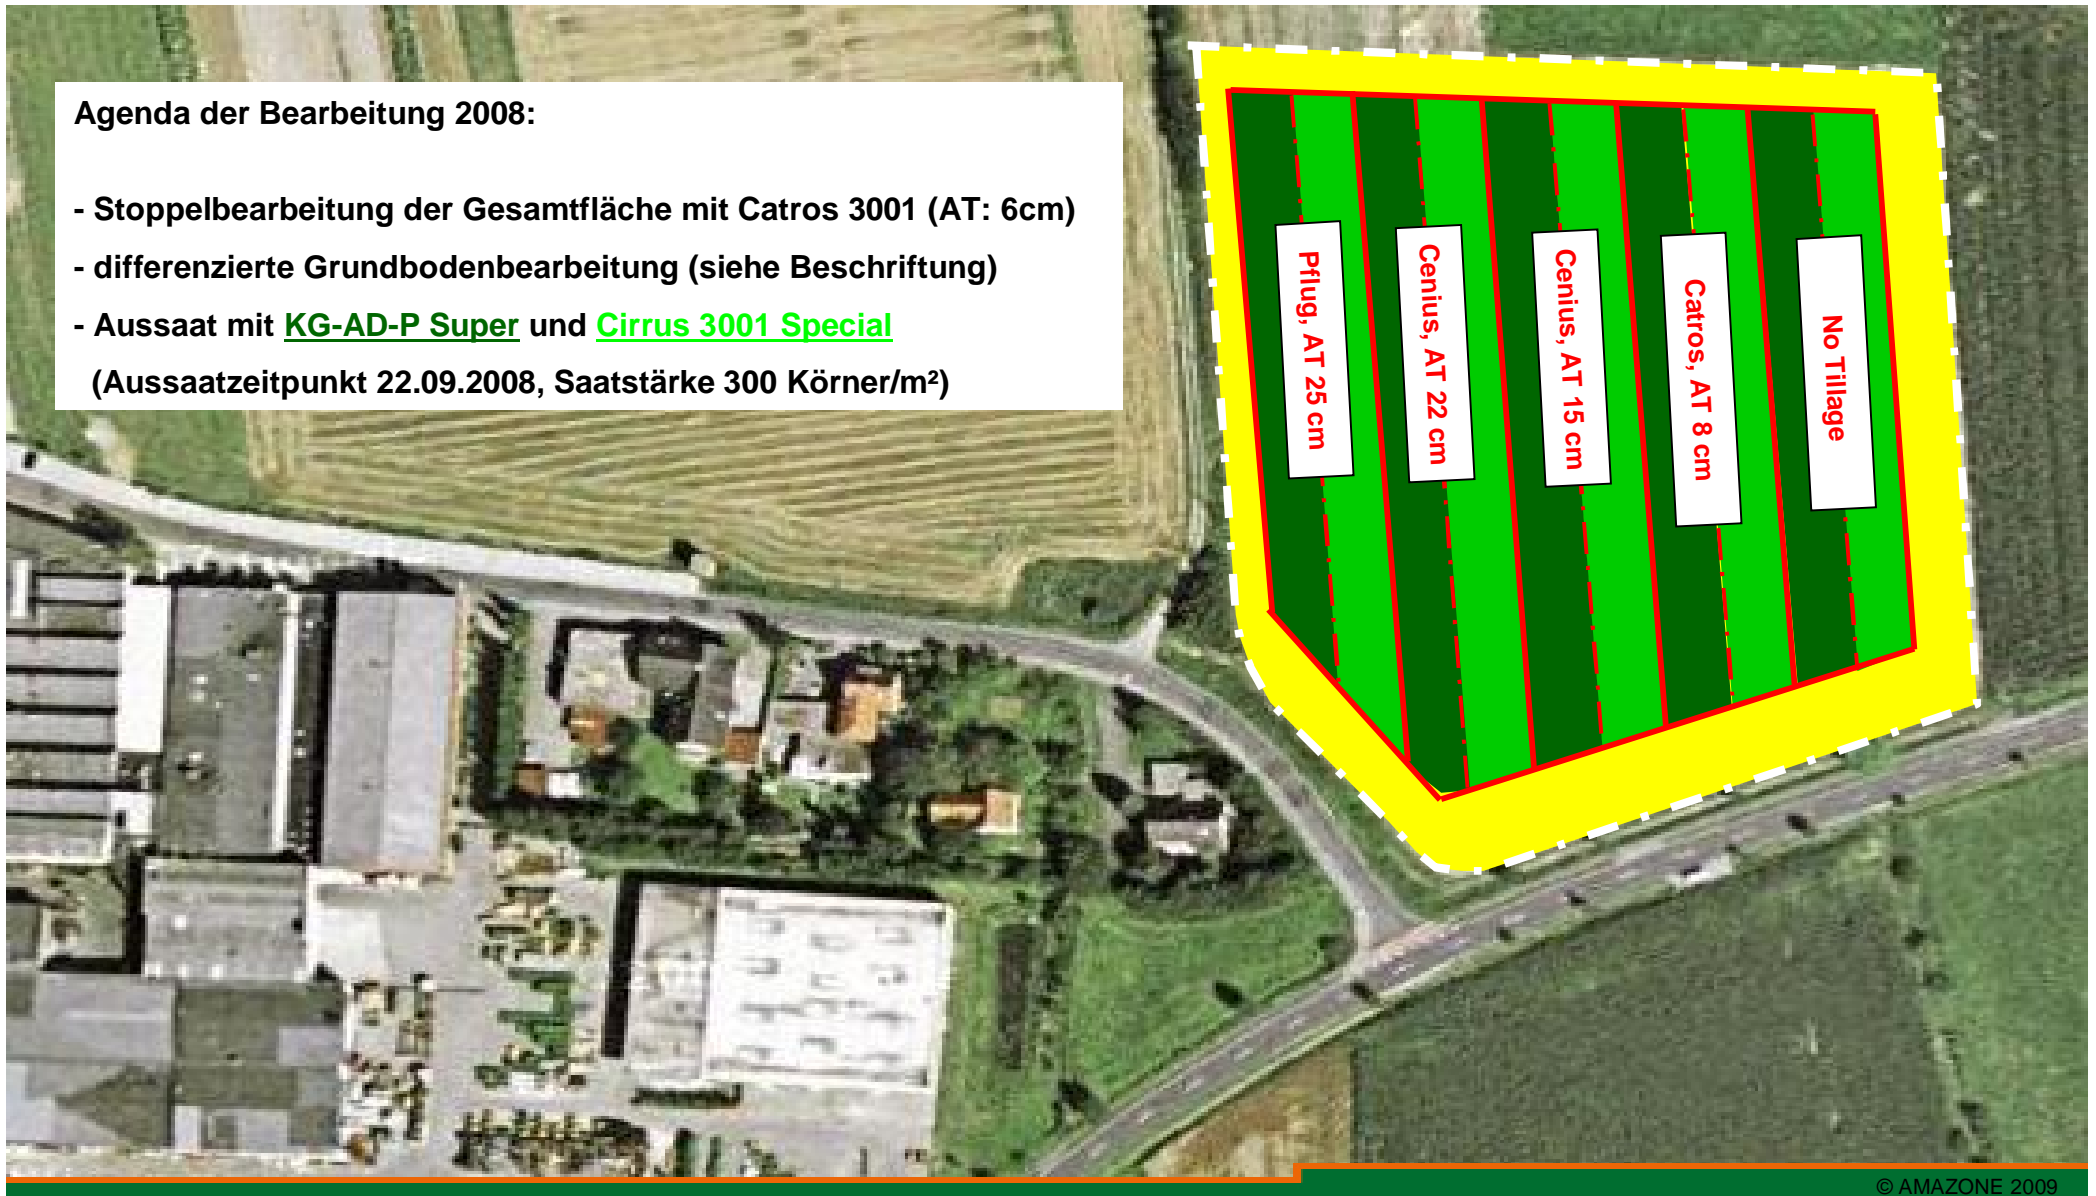 Agenda der Bearbeitung 2008:
- Stoppelbearbeitung der Gesamtfläche mit Catros 3001 (AT: 6cm)
- differenzierte Grundbodenbearbeitung (siehe Beschriftung)
- Aussaat mit KG-AD-P Super und Cirrus 3001 Special
(Aussaatzeitpunkt 22.09.2008, Saatstärke 300 Körner/m²)
Pflug, AT 25 cm
Cenius, AT 22 cm
Cenius, AT 15 cm
Catros, AT 8 cm
No Tillage
© AMAZONE 2009